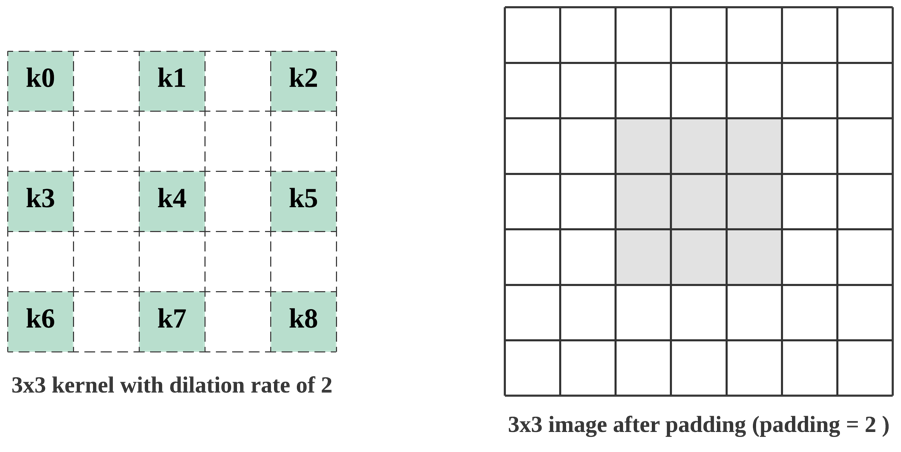 k0 k1 k2
k3 k4 k5
k6 k7 k8
3x3 kernel with dilation rate of 2
3x3 image after padding (padding = 2 )